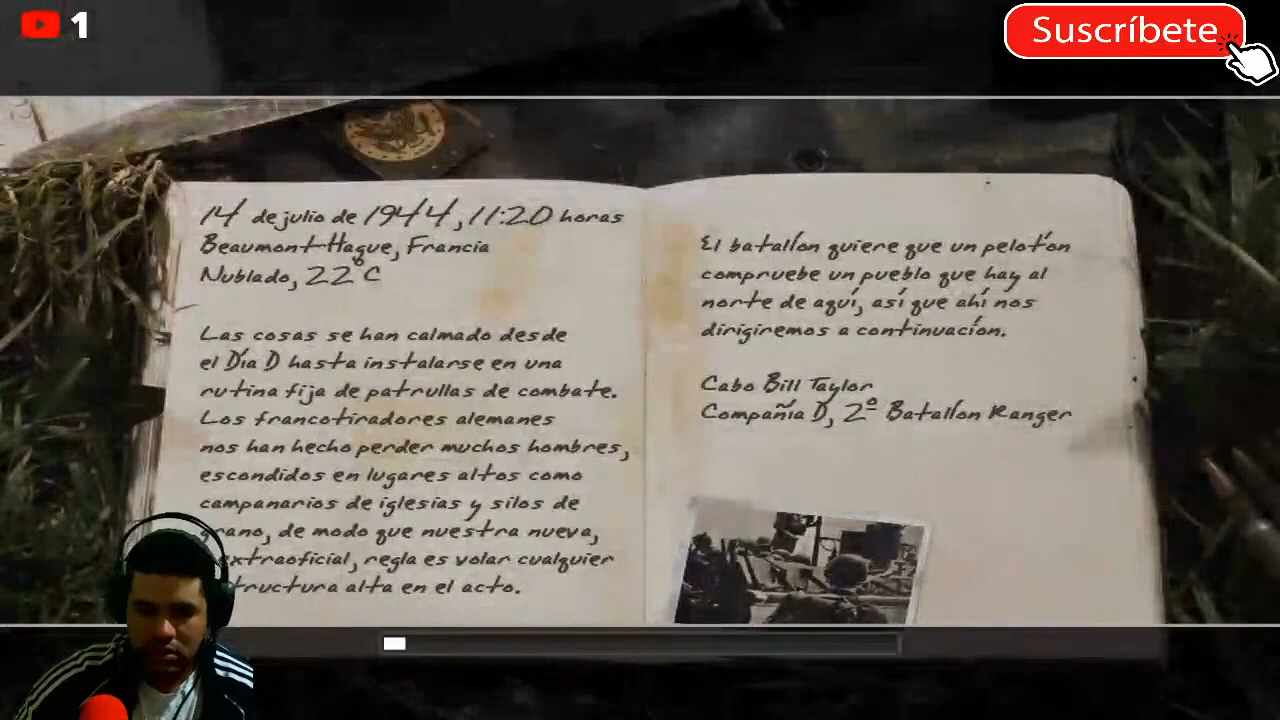 1
Suscríbete
14 de julio de 1944, 11:20 horas
Beaumont-Hague, Francia
Nublado, 22 C
Las cosas se han calmado desde
el Día D hasta instalarse en una
rutina fija de patrullas de combate.
Los francotiradores alemanes
nos han hecho perder muchos hombres,
escondidos en lugares altos como
campanarios de iglesias y silos de
grano, de modo que nuestra nueva,
extraoficial, regla es volar cualquier
tructura alta en el acto.
El batallón quiere que un pelotón
compruebe un pueblo que hay al
norte de aquí, así que ahí nos
dirigiremos a continuación.
Cabo Bill Taylor
Compañía D, 2º Batallón Ranger